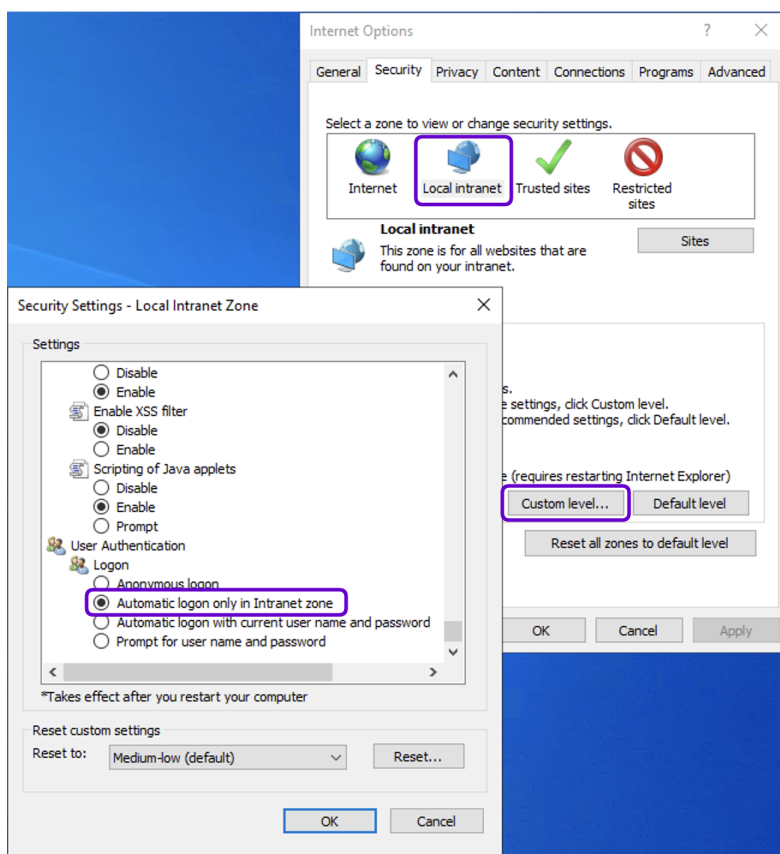 Internet Options
?
General Security Privacy Content Connections Programs Advanced
Select a zone to view or change security settings.
Internet Local intranet Trusted sites Restricted
sites
Local intranet
This zone is for all websites that are
found on your intranet.
Sites
s.
e settings, click Custom level.
commended settings, click Default level.
e (requires restarting Internet Explorer)
Custom level... Default level
Reset all zones to default level
OK Cancel Apply
Security Settings - Local Intranet Zone
Settings
Disable
Enable
Enable XSS filter
Disable
Enable
Scripting of Java applets
Disable
Enable
Prompt
User Authentication
Logon
Anonymous logon
Automatic logon only in Intranet zone
Automatic logon with current user name and password
Prompt for user name and password
*Takes effect after you restart your computer
Reset custom settings
Reset to: Medium-low (default) Reset...
OK Cancel